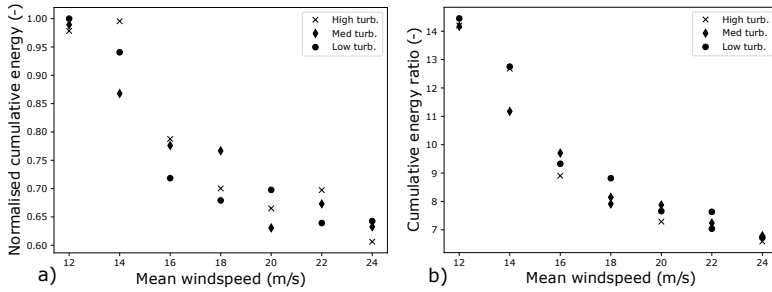 1.00
0.95
0.90
0.85
0.80
0.75
0.70
0.65
0.60
Normalised cumulative energy (-)
High turb.
Med turb.
Low turb.
12 14 16 18 20 22 24
a) Mean windspeed (m/s)
14
13
12
11
10
9
8
7
Cumulative energy ratio (-)
High turb.
Med turb.
Low turb.
12 14 16 18 20 22 24
b) Mean windspeed (m/s)